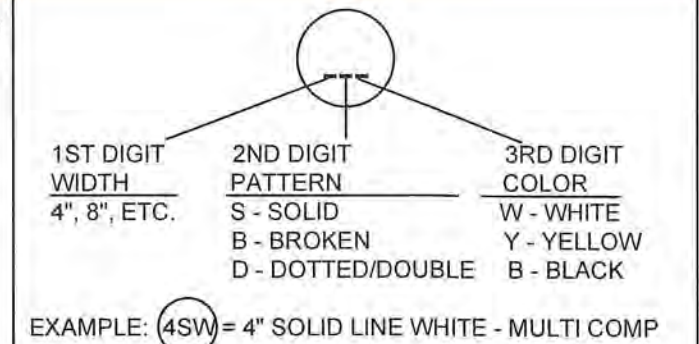 1ST DIGIT 2ND DIGIT 3RD DIGIT
WIDTH PATTERN COLOR
4", 8", ETC. S - SOLID W - WHITE
B - BROKEN Y - YELLOW
D - DOTTED/DOUBLE B - BLACK
EXAMPLE: 4SW = 4" SOLID LINE WHITE - MULTI COMP